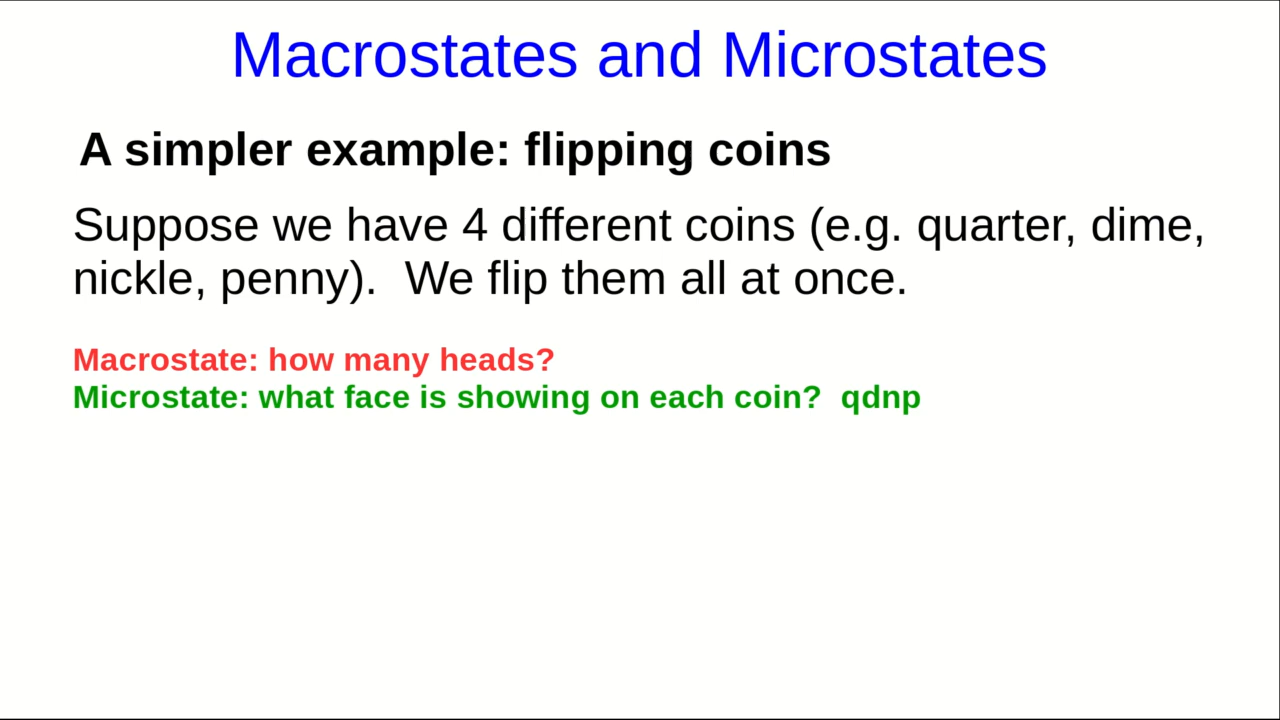 Macrostates and Microstates
A simpler example: flipping coins
Suppose we have 4 different coins (e.g. quarter, dime,
nickle, penny).  We flip them all at once.
Macrostate: how many heads?
Microstate: what face is showing on each coin?  qdnp